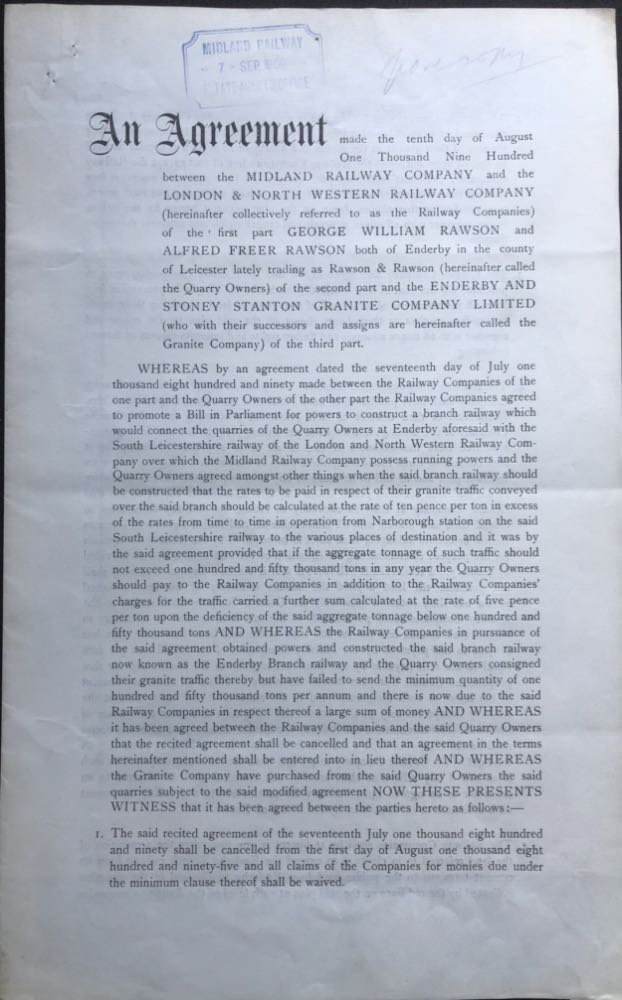 MIDLAND RAILWAY
7 - SEP
An Agreement made the tenth day of August
One Thousand Nine Hundred
between the MIDLAND RAILWAY COMPANY and the
LONDON & NORTH WESTERN RAILWAY COMPANY
(hereinafter collectively referred to as the Railway Companies)
of the first part GEORGE WILLIAM RAWSON and
ALFRED FREER RAWSON both of Enderby in the county
of Leicester lately trading as Rawson & Rawson (hereinafter called
the Quarry Owners) of the second part and the ENDERBY AND
STONEY STANTON GRANITE COMPANY LIMITED
(who with their successors and assigns are hereinafter called the
Granite Company) of the third part.
WHEREAS by an agreement dated the seventeenth day of July one
thousand eight hundred and ninety made between the Railway Companies of the
one part and the Quarry Owners of the other part the Railway Companies agreed
to promote a Bill in Parliament for powers to construct a branch railway which
would connect the quarries of the Quarry Owners at Enderby aforesaid with the
South Leicestershire railway of the London and North Western Railway Com-
pany over which the Midland Railway Company possess running powers and the
Quarry Owners agreed amongst other things when the said branch railway should
be constructed that the rates to be paid in respect of their granite traffic conveyed
over the said branch should be calculated at the rate of ten pence per ton in excess
of the rates from time to time in operation from Narborough station on the said
South Leicestershire railway to the various places of destination and it was by
the said agreement provided that if the aggregate tonnage of such traffic should
not exceed one hundred and fifty thousand tons in any year the Quarry Owners
should pay to the Railway Companies in addition to the Railway Companies'
charges for the traffic carried a further sum calculated at the rate of five pence
per ton upon the deficiency of the said aggregate tonnage below one hundred and
fifty thousand tons AND WHEREAS the Railway Companies in pursuance of
the said agreement obtained powers and constructed the said branch railway
now known as the Enderby Branch railway and the Quarry Owners consigned
their granite traffic thereby but have failed to send the minimum quantity of one
hundred and fifty thousand tons per annum and there is now due to the said
Railway Companies in respect thereof a large sum of money AND WHEREAS
it has been agreed between the Railway Companies and the said Quarry Owners
that the recited agreement shall be cancelled and that an agreement in the terms
hereinafter mentioned shall be entered into in lieu thereof AND WHEREAS
the Granite Company have purchased from the said Quarry Owners the said
quarries subject to the said modified agreement NOW THESE PRESENTS
WITNESS that it has been agreed between the parties hereto as follows:—
1. The said recited agreement of the seventeenth July one thousand eight hundred
and ninety shall be cancelled from the first day of August one thousand eight
hundred and ninety-five and all claims of the Companies for monies due under
the minimum clause thereof shall be waived.